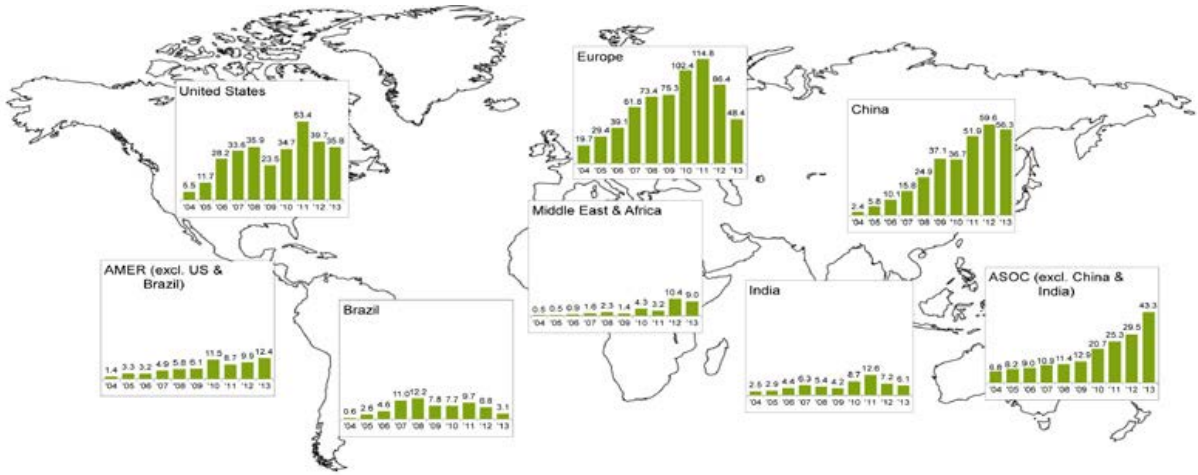 United States
5.5 11.7 28.2 33.6 35.9 23.5 34.7 53.4 39.7 35.8
'04 '05 '06 '07 '08 '09 '10 '11 '12 '13
Europe
19.7 29.4 39.1 61.8 73.4 75.3 102.4 114.8 86.4 48.4
'04 '05 '06 '07 '08 '09 '10 '11 '12 '13
China
2.4 5.8 10.1 15.8 24.9 37.1 36.7 51.9 59.6 56.3
'04 '05 '06 '07 '08 '09 '10 '11 '12 '13
Middle East & Africa
0.5 0.5 0.9 1.6 2.3 1.4 4.3 3.2 10.4 9.0
'04 '05 '06 '07 '08 '09 '10 '11 '12 '13
AMER (excl. US &
Brazil)
1.4 3.3 3.2 4.9 5.8 6.1 11.5 8.7 9.9 12.4
'04 '05 '06 '07 '08 '09 '10 '11 '12 '13
Brazil
0.6 2.6 4.6 11.0 12.2 7.8 7.7 9.7 6.8 3.1
'04 '05 '06 '07 '08 '09 '10 '11 '12 '13
India
2.5 2.9 4.4 6.3 5.4 4.2 8.7 12.6 7.2 6.1
'04 '05 '06 '07 '08 '09 '10 '11 '12 '13
ASOC (excl. China &
India)
6.8 8.2 9.0 10.9 11.4 12.9 20.7 25.3 29.5 43.3
'04 '05 '06 '07 '08 '09 '10 '11 '12 '13